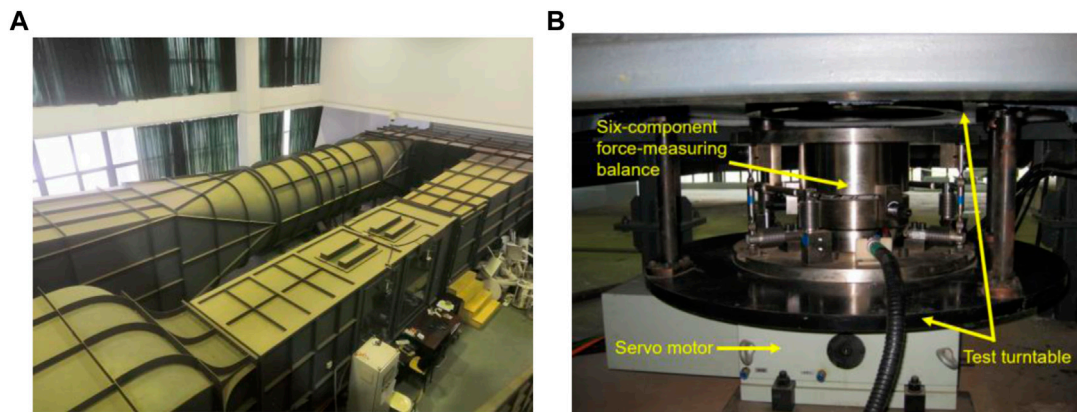 A
B
Six-component
force-measuring
balance
Servo motor
Test turntable